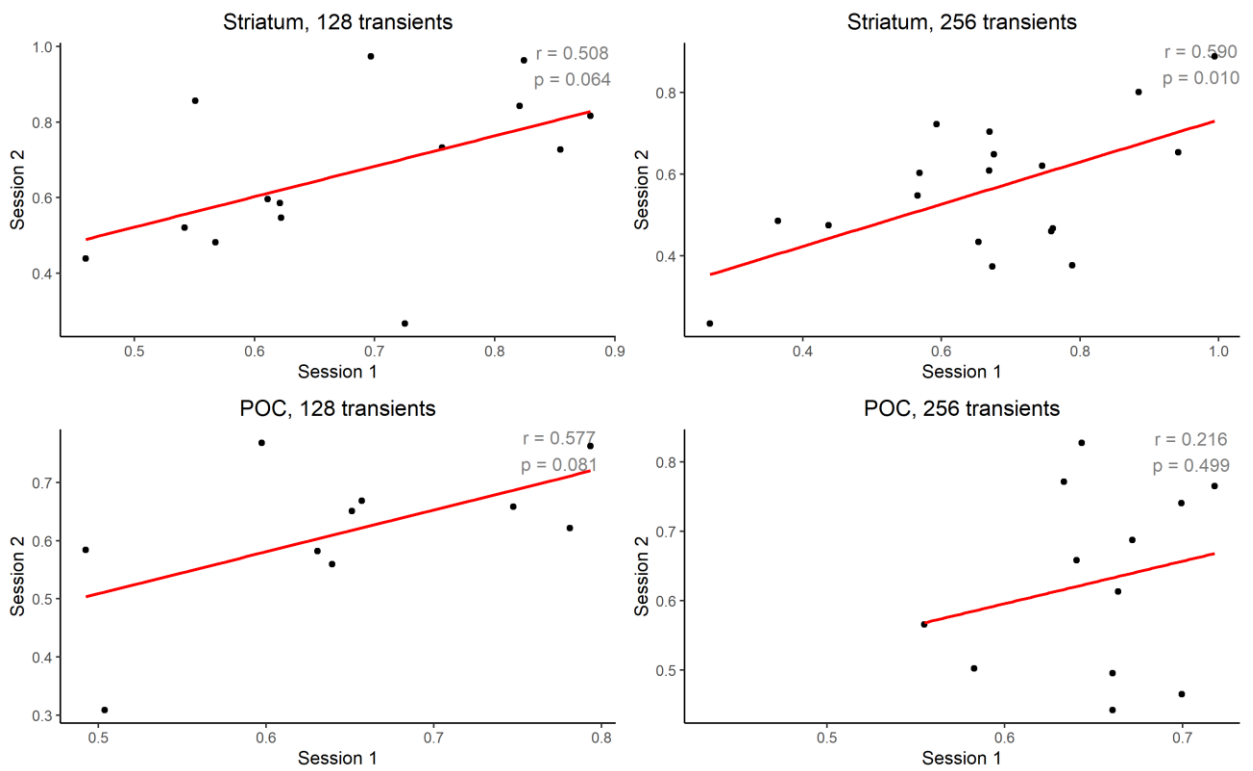 Striatum, 128 transients
r = 0.508
p = 0.064
1.0
0.8
0.6
0.4
Session 2
0.5 0.6 0.7 0.8 0.9
Session 1
Striatum, 256 transients
r = 0.590
p = 0.010
0.8
0.6
0.4
Session 2
0.4 0.6 0.8 1.0
Session 1
POC, 128 transients
r = 0.577
p = 0.081
0.7
0.6
0.5
0.4
0.3
Session 2
0.5 0.6 0.7 0.8
Session 1
POC, 256 transients
r = 0.216
p = 0.499
0.8
0.7
0.6
0.5
Session 2
0.5 0.6 0.7
Session 1